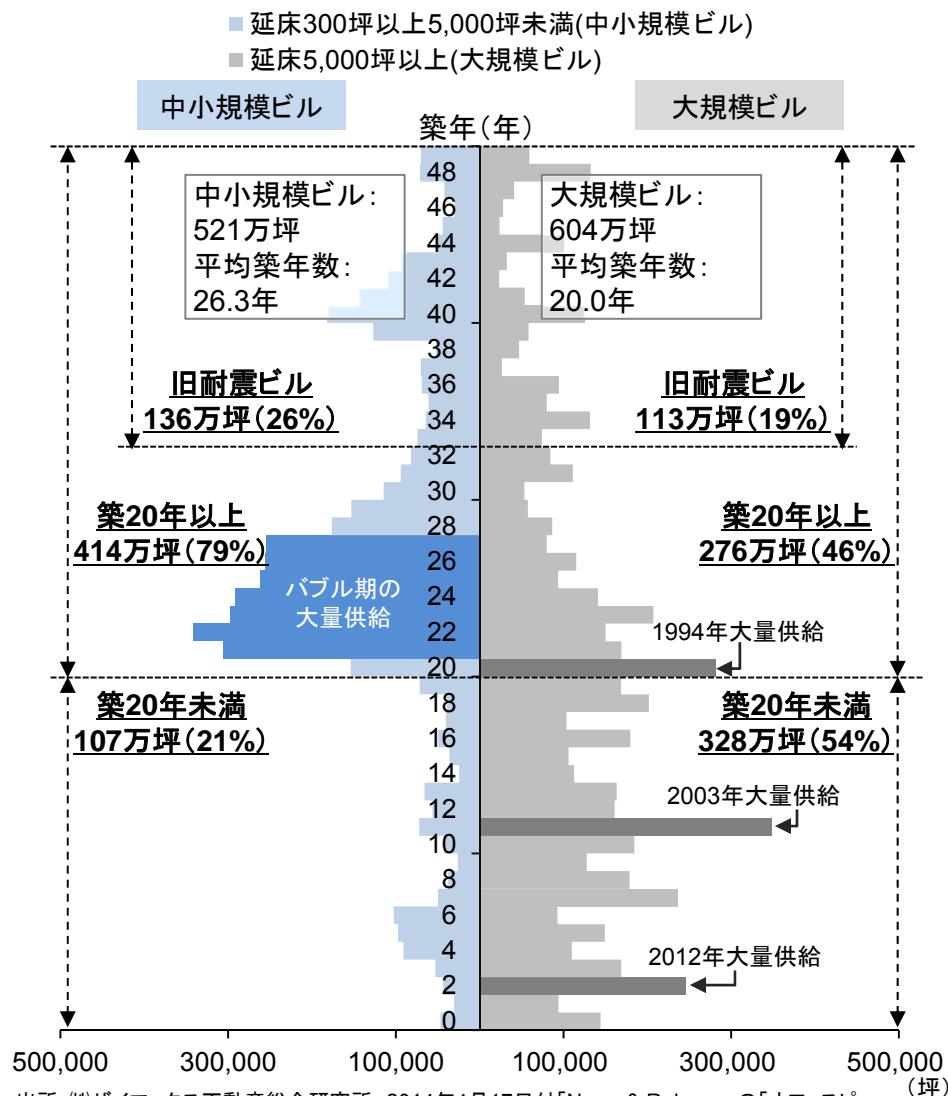 延床300坪以上5,000坪未満(中小規模ビル)
延床5,000坪以上(大規模ビル)
中小規模ビル
大規模ビル
築年(年)
中小規模ビル:
521万坪
平均築年数:
26.3年
大規模ビル:
604万坪
平均築年数:
20.0年
48
46
44
42
40
38
36
34
32
30
28
26
24
22
20
18
16
14
12
10
8
6
4
2
0
旧耐震ビル
136万坪(26%)
旧耐震ビル
113万坪(19%)
築20年以上
414万坪(79%)
築20年以上
276万坪(46%)
バブル期の
大量供給
1994年大量供給
築20年未満
107万坪(21%)
築20年未満
328万坪(54%)
2003年大量供給
2012年大量供給
500,000 300,000 100,000 100,000 300,000 500,000
(坪)